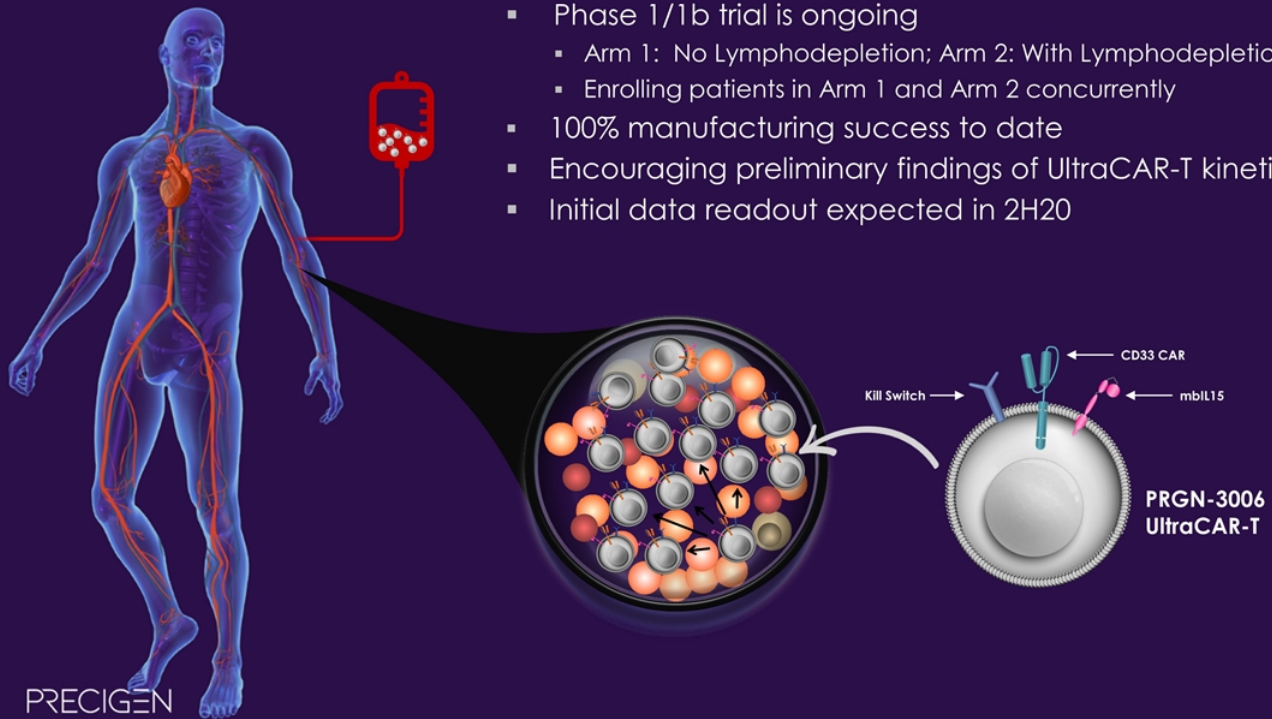 Phase 1/1b trial is ongoing
Arm 1: No Lymphodepletion; Arm 2: With Lymphodepletio
Enrolling patients in Arm 1 and Arm 2 concurrently
100% manufacturing success to date
Encouraging preliminary findings of UltraCAR-T kineti
Initial data readout expected in 2H20
CD33 CAR
Kill Switch
mbIL15
PRGN-3006
UltraCAR-T
PRECIGEN